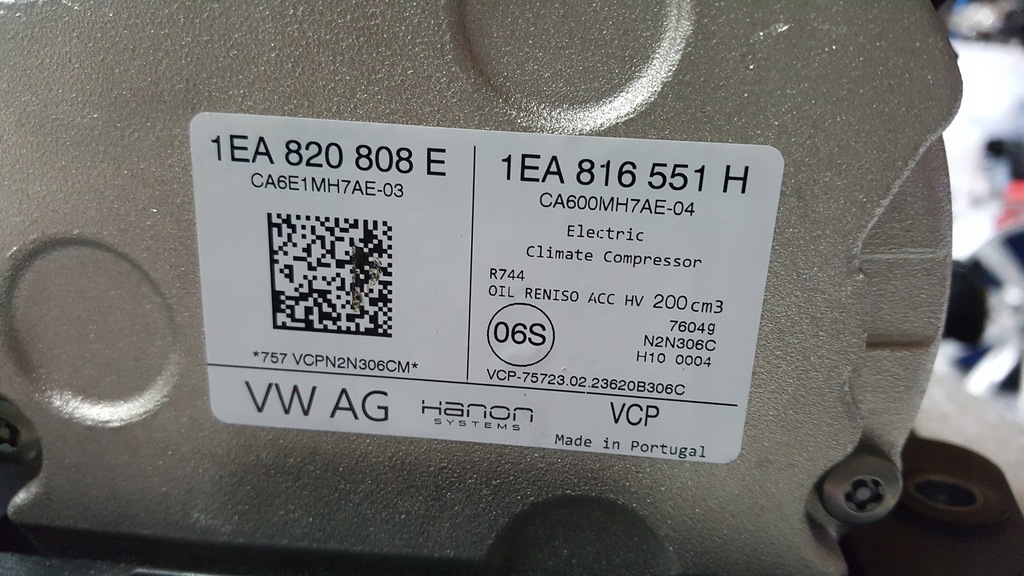 1EA 820 808 E
CA6E1MH7AE-03
*757 VCPN2N306CM*
1EA 816 551 H
CA600MH7AE-04
Electric
Climate Compressor
R744
OIL RENISO ACC HV 200cm3
06S
7604g
N2N306C
H10 0004
VCP-75723.02.23620B306C
VW AG
Hanon
SYSTEMS
VCP
Made in Portugal